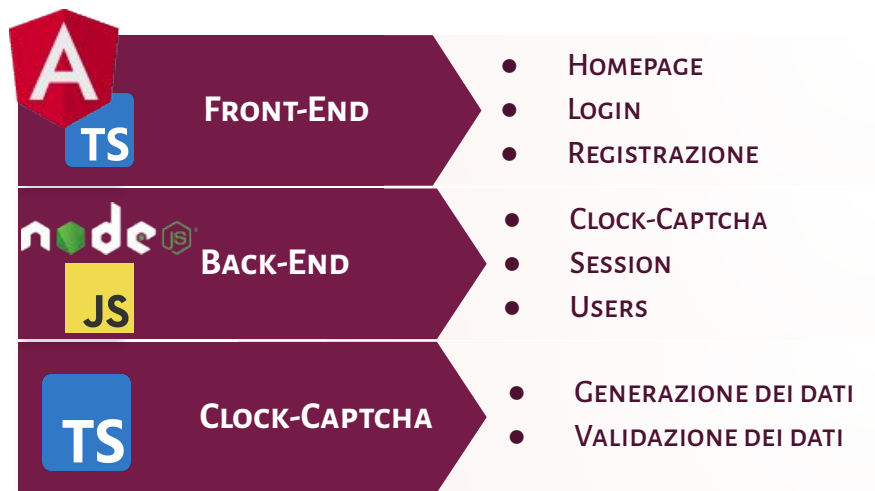 A
TS
Front-End
Homepage
Login
Registrazione
node
JS
JS
Back-End
Clock-Captcha
Session
Users
TS
Clock-Captcha
Generazione dei dati
Validazione dei dati